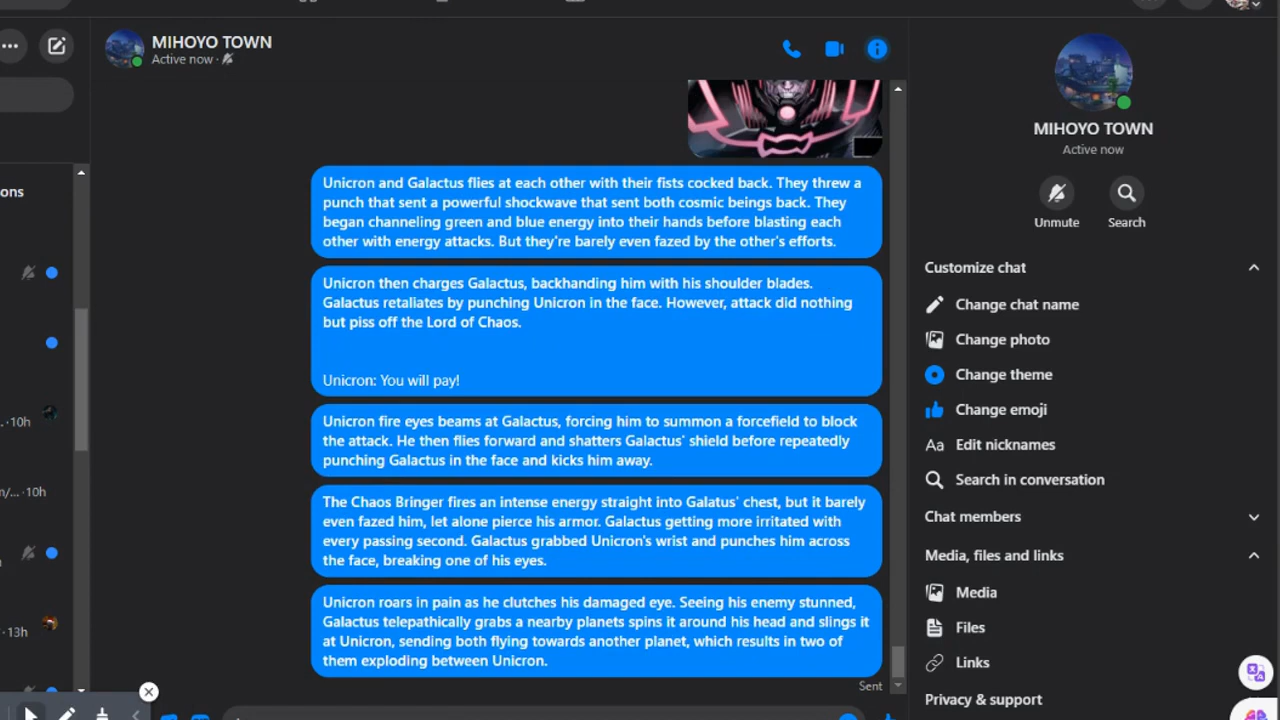 MIHOYO TOWN
Active now ·
ons
·10h
m/... ·10h
·13h
Unicron and Galactus flies at each other with their fists cocked back. They threw a
punch that sent a powerful shockwave that sent both cosmic beings back. They
began channeling green and blue energy into their hands before blasting each
other with energy attacks. But they're barely even fazed by the other's efforts.
Unicron then charges Galactus, backhanding him with his shoulder blades.
Galactus retaliates by punching Unicron in the face. However, attack did nothing
but piss off the Lord of Chaos.
Unicron: You will pay!
Unicron fire eyes beams at Galactus, forcing him to summon a forcefield to block
the attack. He then flies forward and shatters Galactus' shield before repeatedly
punching Galactus in the face and kicks him away.
The Chaos Bringer fires an intense energy straight into Galatus' chest, but it barely
even fazed him, let alone pierce his armor. Galactus getting more irritated with
every passing second. Galactus grabbed Unicron's wrist and punches him across
the face, breaking one of his eyes.
Unicron roars in pain as he clutches his damaged eye. Seeing his enemy stunned,
Galactus telepathically grabs a nearby planets spins it around his head and slings it
at Unicron, sending both flying towards another planet, which results in two of
them exploding between Unicron.
Sent
MIHOYO TOWN
Active now
Unmute
Search
Customize chat
Change chat name
Change photo
Change theme
Change emoji
Aa Edit nicknames
Search in conversation
Chat members
Media, files and links
Media
Files
Links
Privacy & support